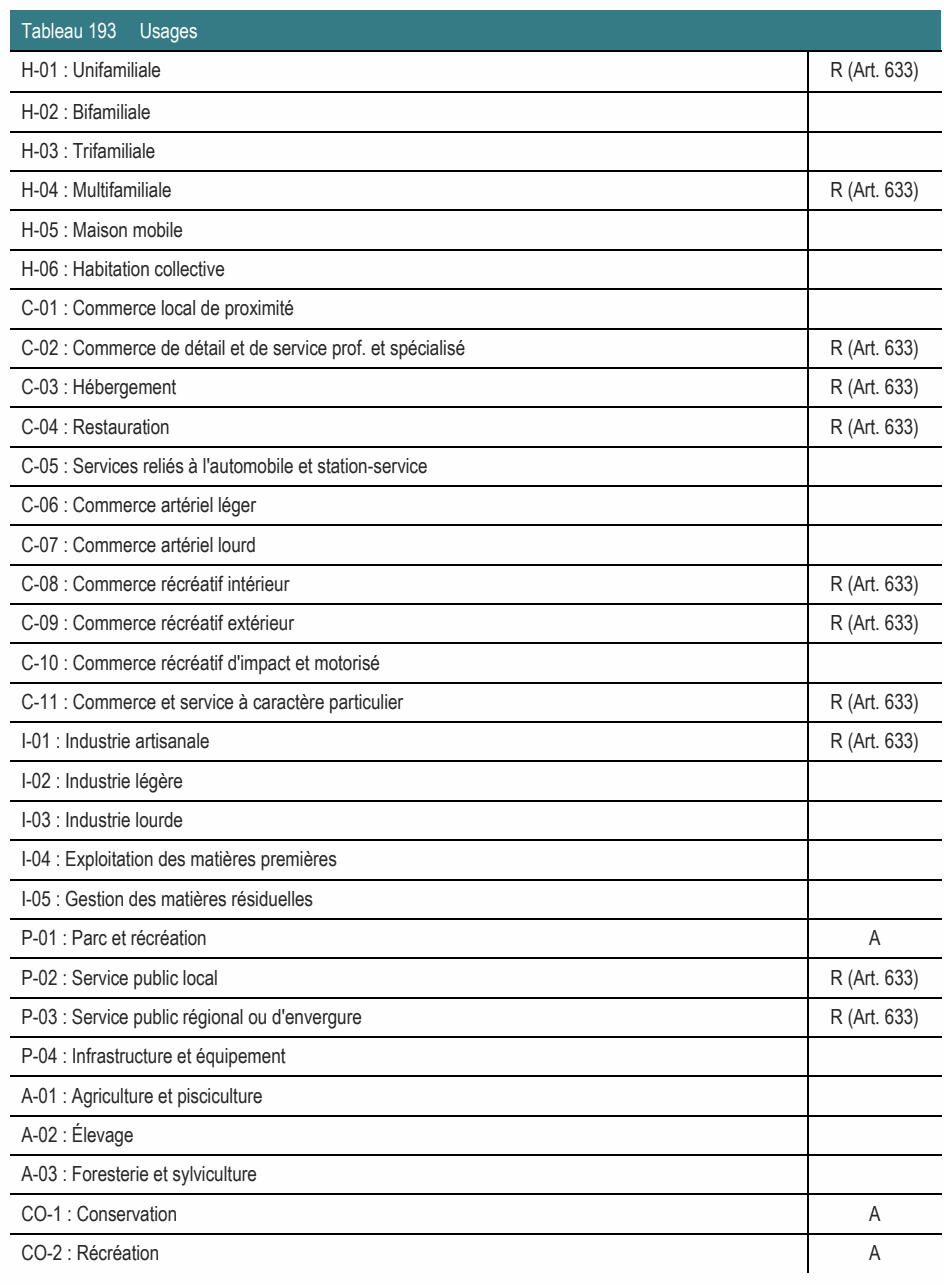 Tableau 193 Usages
H-01 : Unifamiliale R (Art. 633)
H-02 : Bifamiliale
H-03 : Trifamiliale
H-04 : Multifamiliale R (Art. 633)
H-05 : Maison mobile
H-06 : Habitation collective
C-01 : Commerce local de proximité
C-02 : Commerce de détail et de service prof. et spécialisé R (Art. 633)
C-03 : Hébergement R (Art. 633)
C-04 : Restauration R (Art. 633)
C-05 : Services reliés à l'automobile et station-service
C-06 : Commerce artériel léger
C-07 : Commerce artériel lourd
C-08 : Commerce récréatif intérieur R (Art. 633)
C-09 : Commerce récréatif extérieur R (Art. 633)
C-10 : Commerce récréatif d'impact et motorisé
C-11 : Commerce et service à caractère particulier R (Art. 633)
I-01 : Industrie artisanale R (Art. 633)
I-02 : Industrie légère
I-03 : Industrie lourde
I-04 : Exploitation des matières premières
I-05 : Gestion des matières résiduelles
P-01 : Parc et récréation A
P-02 : Service public local R (Art. 633)
P-03 : Service public régional ou d'envergure R (Art. 633)
P-04 : Infrastructure et équipement
A-01 : Agriculture et pisciculture
A-02 : Élevage
A-03 : Foresterie et sylviculture
CO-1 : Conservation A
CO-2 : Récréation A